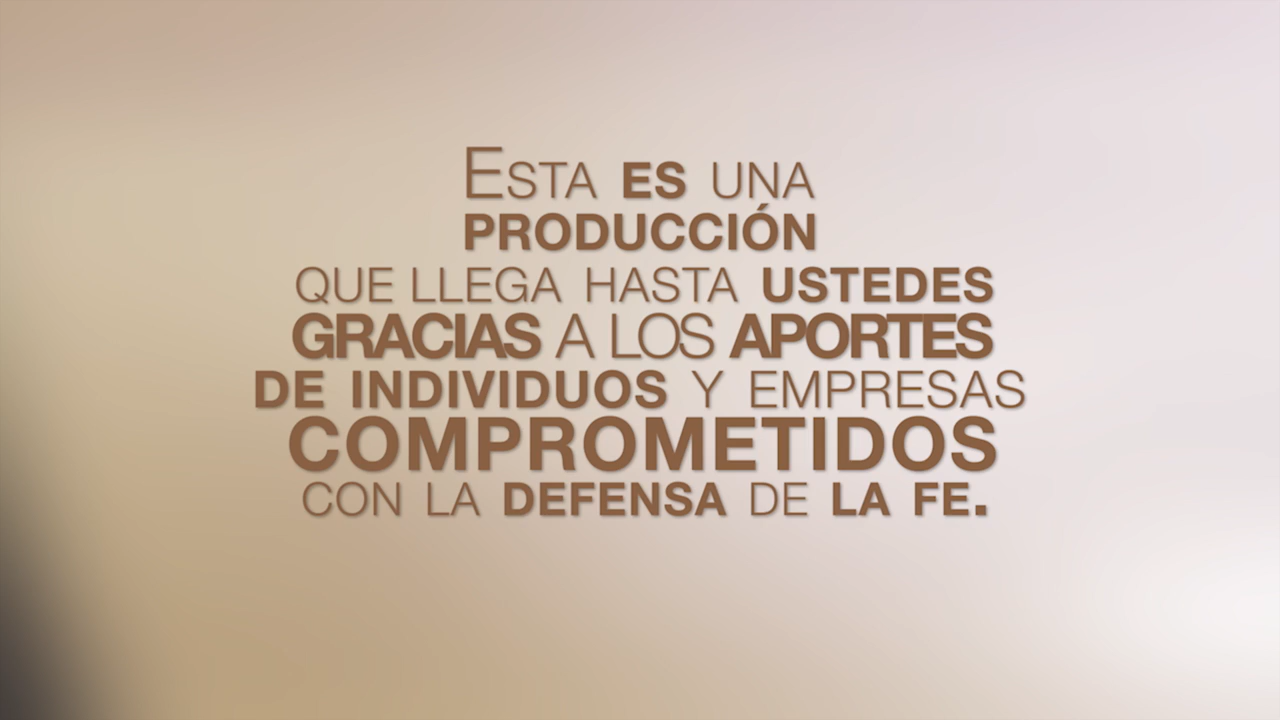 ESTA ES UNA
PRODUCCIÓN
QUE LLEGA HASTA USTEDES
GRACIAS A LOS APORTES
DE INDIVIDUOS Y EMPRESAS
COMPROMETIDOS
CON LA DEFENSA DE LA FE.